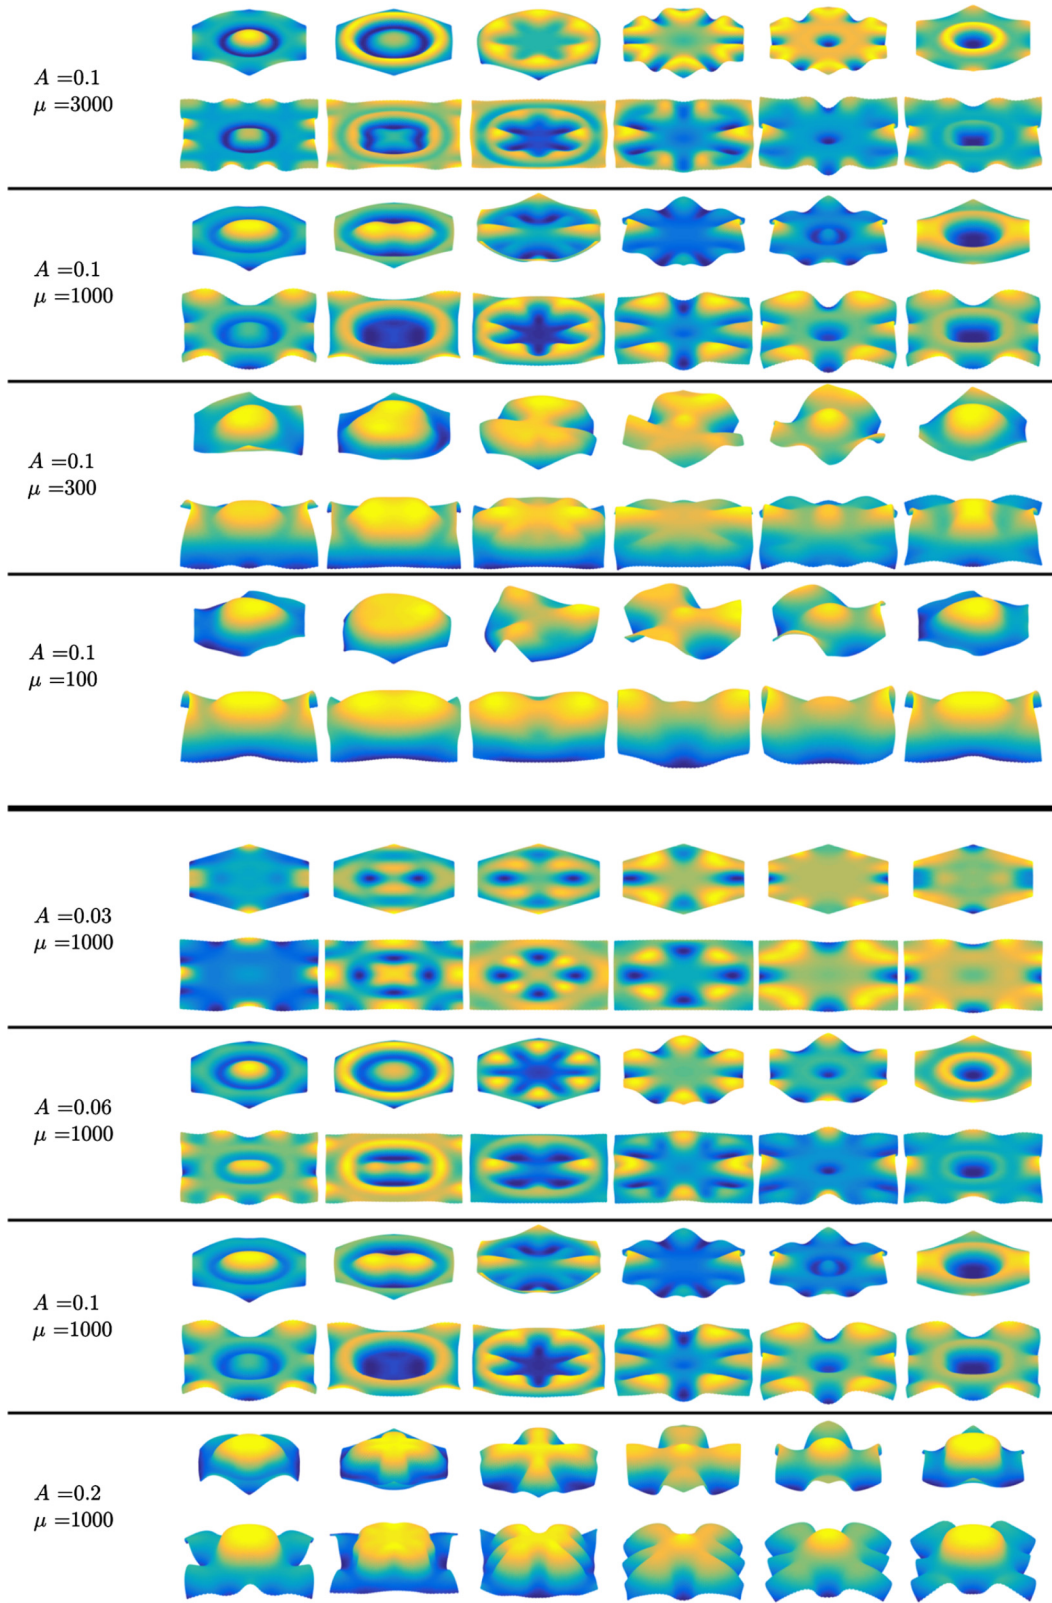 A =0.1
μ =3000
A =0.1
μ =1000
A =0.1
μ =300
A =0.1
μ =100
A =0.03
μ =1000
A =0.06
μ =1000
A =0.1
μ =1000
A =0.2
μ =1000